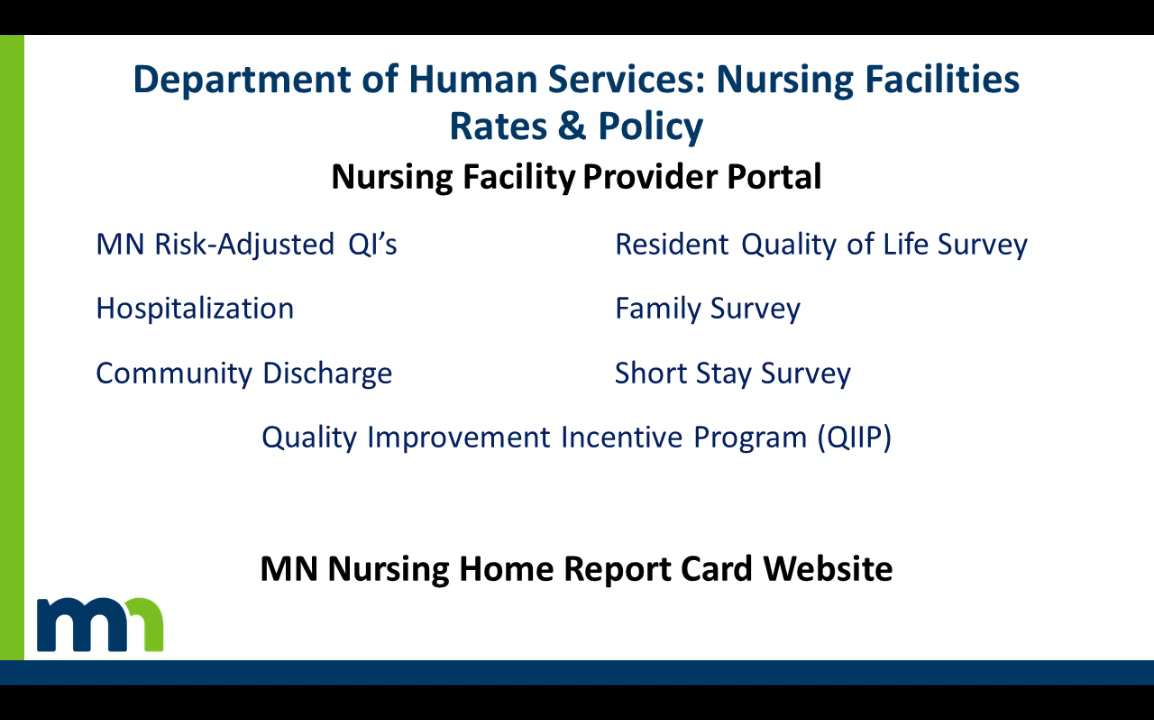 Department of Human Services: Nursing Facilities
Rates & Policy
Nursing Facility Provider Portal
MN Risk-Adjusted QI’s
Resident Quality of Life Survey
Hospitalization
Family Survey
Community Discharge
Short Stay Survey
Quality Improvement Incentive Program (QIIP)
MN Nursing Home Report Card Website
mn